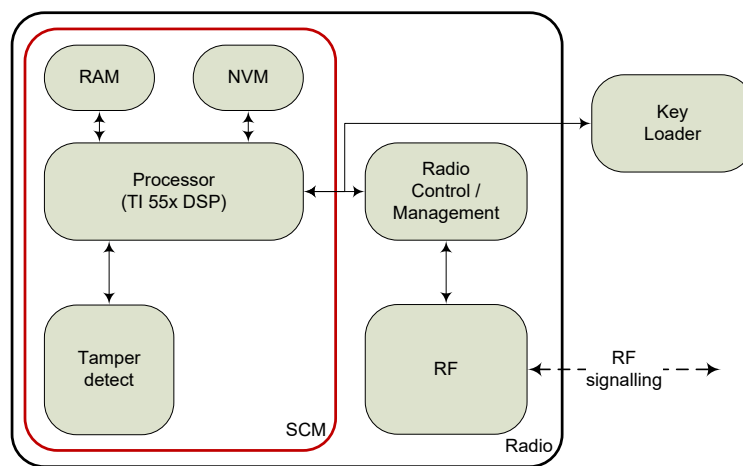 RAM
NVM
Key
Loader
Processor
(TI 55x DSP)
Radio
Control /
Management
Tamper
detect
RF
RF
signalling
SCM
Radio